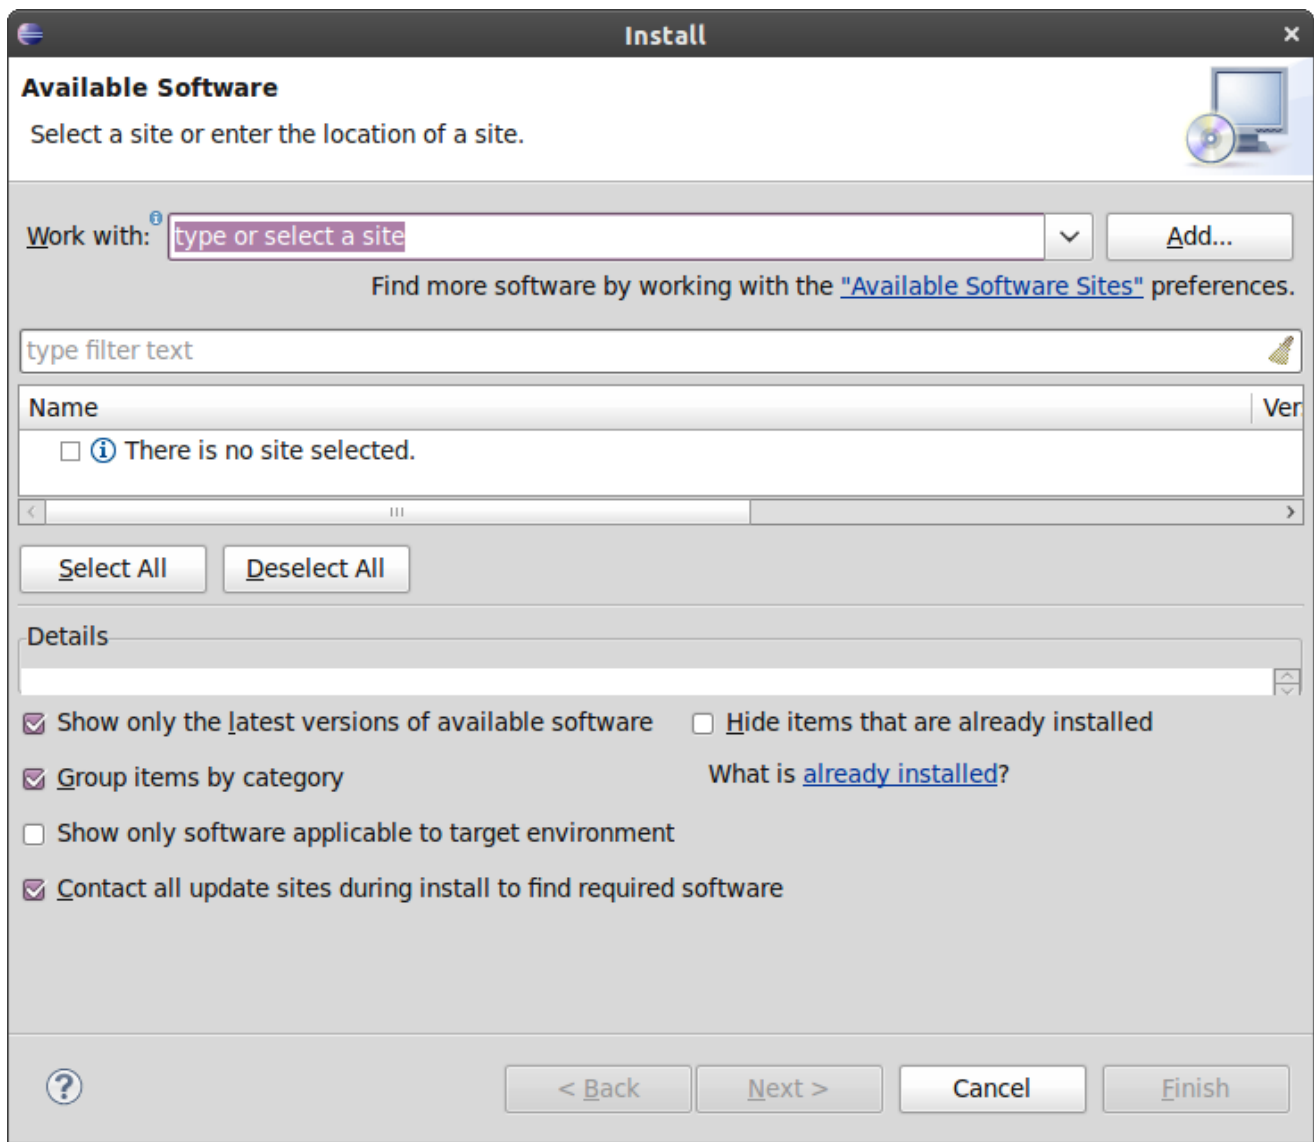 Install
Available Software
Select a site or enter the location of a site.
Work with: type or select a site Add...
Find more software by working with the "Available Software Sites" preferences.
type filter text
Name Ver
There is no site selected.
Select All Deselect All
Details
Show only the latest versions of available software Hide items that are already installed
Group items by category What is already installed?
Show only software applicable to target environment
Contact all update sites during install to find required software
< Back Next > Cancel Finish